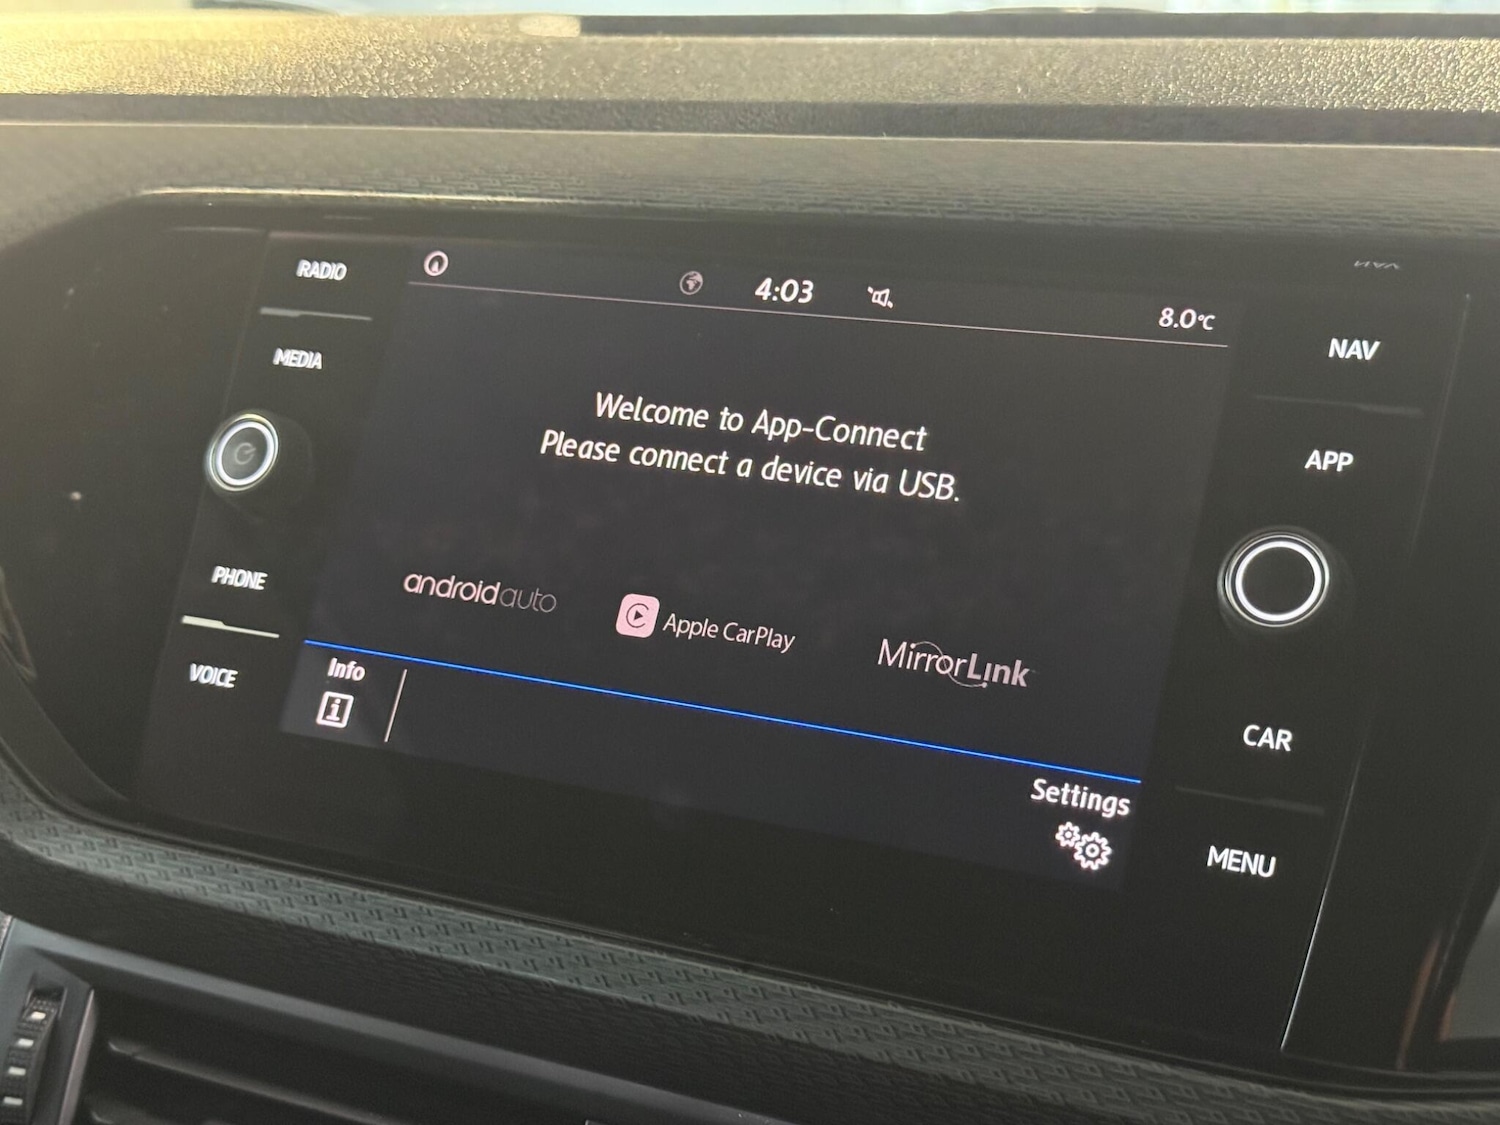 RADIO
MEDIA
PHONE
VOICE
4:03
8.0°C
Welcome to App-Connect
Please connect a device via USB.
androidauto
Apple CarPlay
MirrorLink
Info
i
Settings
NAV
APP
CAR
MENU